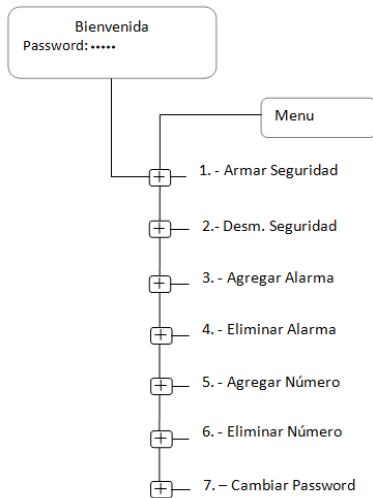 Bienvenida
Password: •••••
Menu
1. - Armar Seguridad
2.- Desm. Seguridad
3. - Agregar Alarma
4. - Eliminar Alarma
5. - Agregar Número
6. - Eliminar Número
7. – Cambiar Password